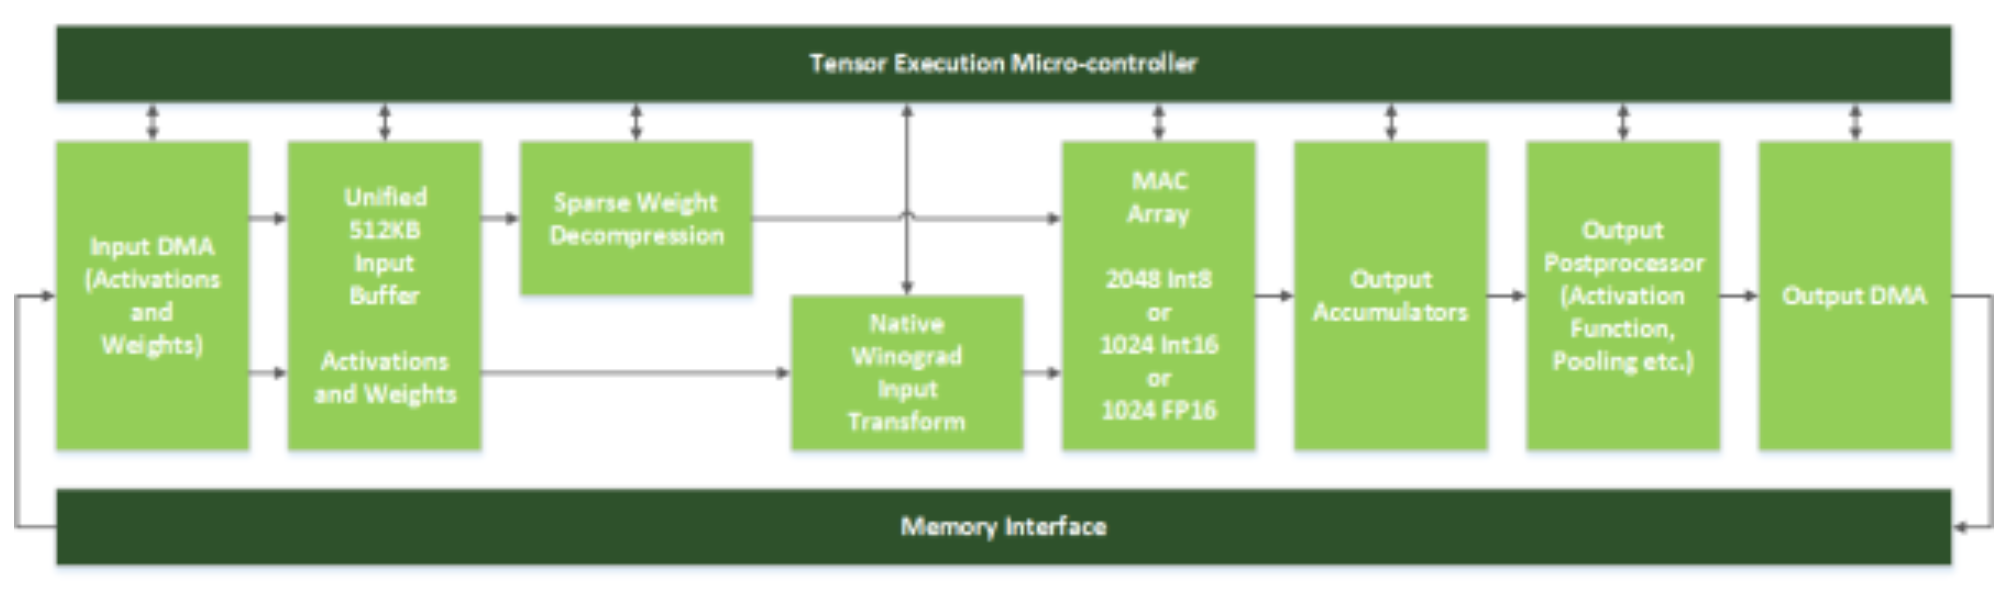 Tensor Execution Micro-controller
Input DMA
(Activations
and
Weights)
Unified
512KB
Input
Buffer
Activations
and Weights
Sparse Weight
Decompression
Native
Winograd
Input
Transform
MAC
Array
2048 Int8
or
1024 Int16
or
1024 FP16
Output
Accumulators
Output
Postprocessor
(Activation
Function,
Pooling etc.)
Output DMA
Memory Interface